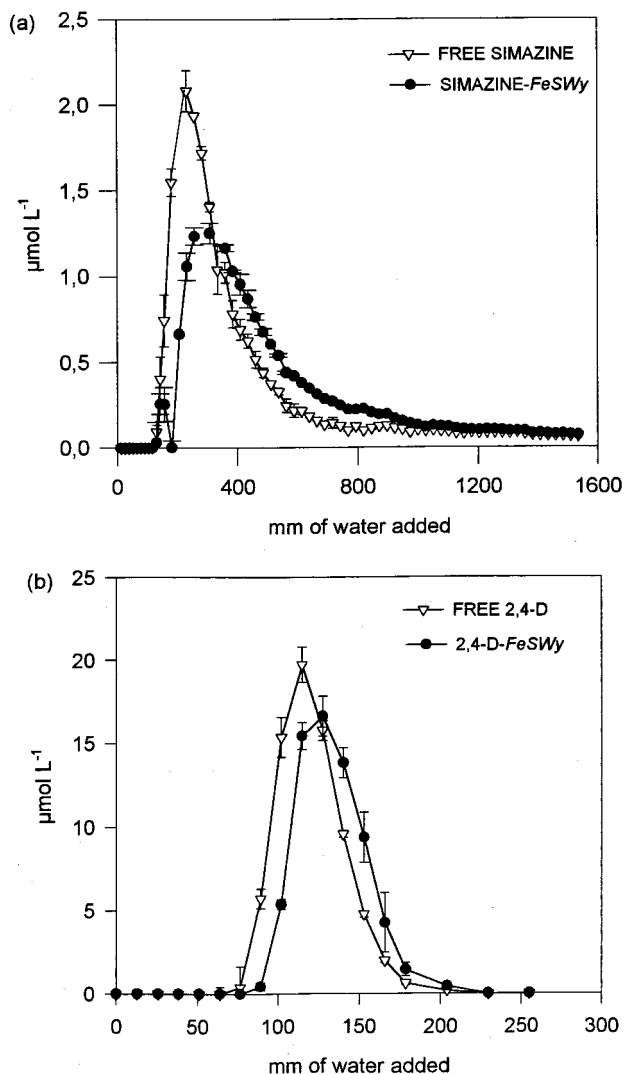 (a)
2,5
2,0
1,5
1,0
0,5
0,0
µmol L⁻¹
FREE SIMAZINE
SIMAZINE-FeSWy
0 400 800 1200 1600
mm of water added
(b)
25
20
15
10
5
0
µmol L⁻¹
FREE 2,4-D
2,4-D-FeSWy
0 50 100 150 200 250 300
mm of water added